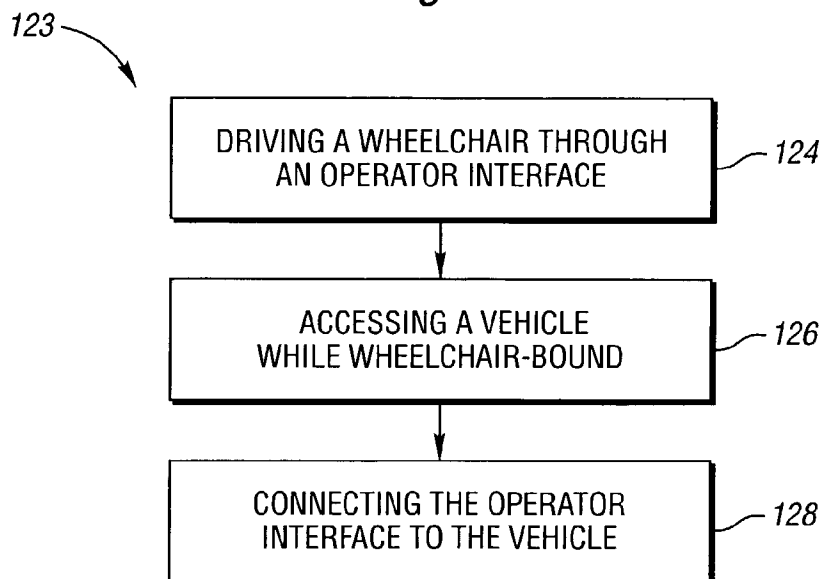 123
DRIVING A WHEELCHAIR THROUGH
AN OPERATOR INTERFACE
124
ACCESSING A VEHICLE
WHILE WHEELCHAIR-BOUND
126
CONNECTING THE OPERATOR
INTERFACE TO THE VEHICLE
128